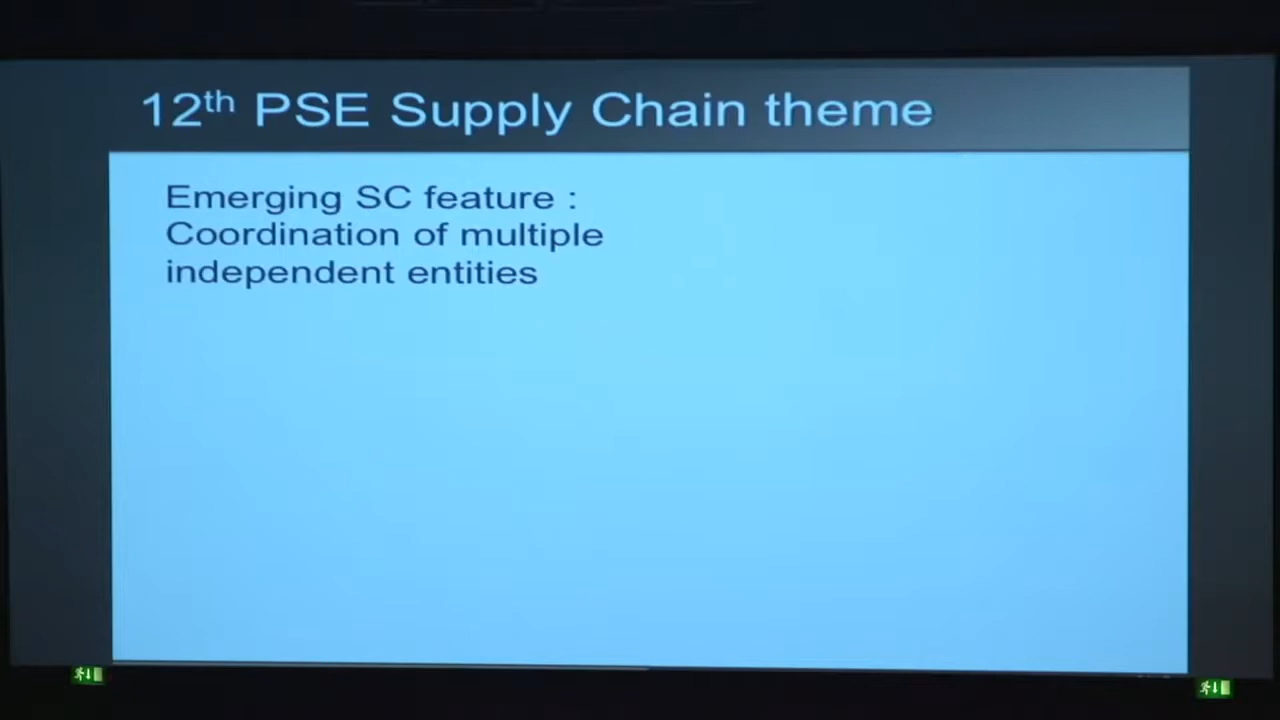 12th PSE Supply Chain theme
Emerging SC feature :
Coordination of multiple
independent entities